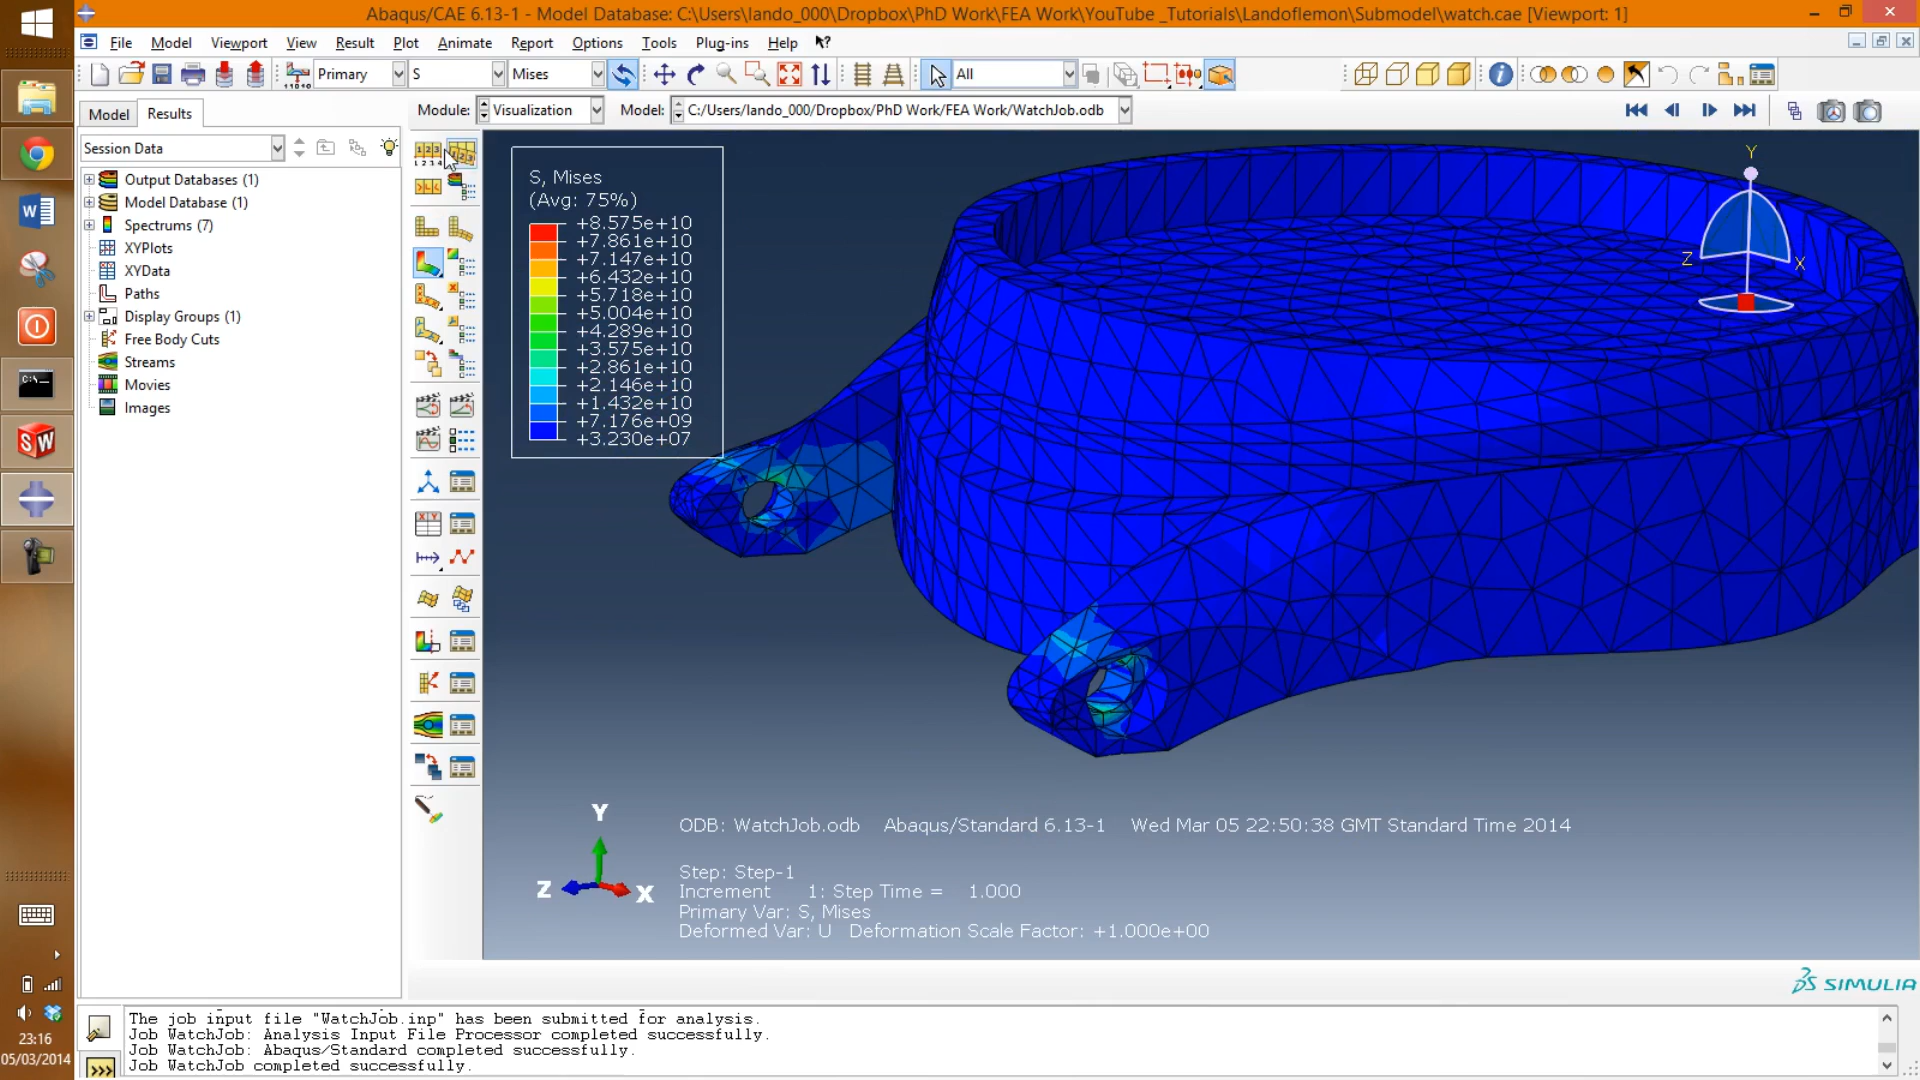 Abaqus/CAE 6.13-1 - Model Database: C:\Users\lando_000\Dropbox\PhD Work\FEA Work\YouTube _Tutorials\Landoflemon\Submodel\watch.cae [Viewport: 1]
File Model Viewport View Result Plot Animate Report Options Tools Plug-ins Help
Primary S Mises All
Model Results
Module: Visualization Model: C:/Users/lando_000/Dropbox/PhD Work/FEA Work/WatchJob.odb
Session Data
Output Databases (1)
Model Database (1)
Spectrums (7)
XYPlots
XYData
Paths
Display Groups (1)
Free Body Cuts
Streams
Movies
Images
S, Mises
(Avg: 75%)
+8.575e+10
+7.861e+10
+7.147e+10
+6.432e+10
+5.718e+10
+5.004e+10
+4.289e+10
+3.575e+10
+2.861e+10
+2.146e+10
+1.432e+10
+7.176e+09
+3.230e+07
Y
Z X
Y
Z X
ODB: WatchJob.odb Abaqus/Standard 6.13-1 Wed Mar 05 22:50:38 GMT Standard Time 2014
Step: Step-1
Increment 1: Step Time = 1.000
Primary Var: S, Mises
Deformed Var: U Deformation Scale Factor: +1.000e+00
SIMULIA
The job input file "WatchJob.inp" has been submitted for analysis.
Job WatchJob: Analysis Input File Processor completed successfully.
Job WatchJob: Abaqus/Standard completed successfully.
Job WatchJob completed successfully.
23:16
05/03/2014